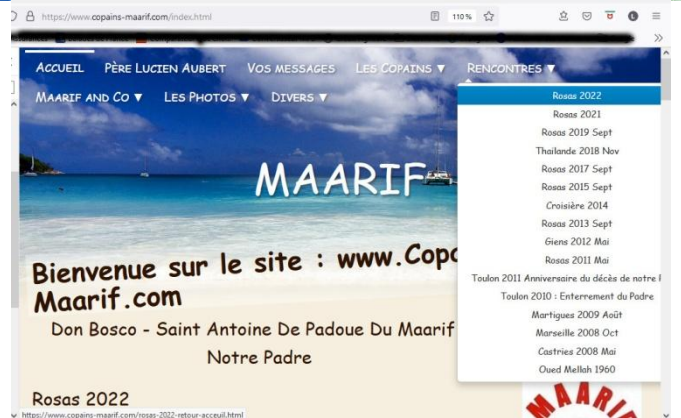 https://www.copains-maarif.com/index.html
110 %
ACCUEIL PÈRE LUCIEN AUBERT VOS MESSAGES LES COPAINS ▼ RENCONTRES ▼
MAARIF AND CO ▼ LES PHOTOS ▼ DIVERS ▼
Rosas 2022
Rosas 2021
Rosas 2019 Sept
Thailande 2018 Nov
Rosas 2017 Sept
Rosas 2015 Sept
Croisière 2014
Rosas 2013 Sept
Giens 2012 Mai
Rosas 2011 Mai
Toulon 2011 Anniversaire du décès de notre
Toulon 2010 : Enterrement du Padre
Martigues 2009 Août
Marseille 2008 Oct
Castries 2008 Mai
Oued Mellah 1960
MAARIF
Bienvenue sur le site : www.Copa
Maarif.com
Don Bosco - Saint Antoine De Padoue Du Maarif
Notre Padre
Rosas 2022
MAARIF
https://www.copains-maarif.com/rosas-2022-retour-acceuil.html